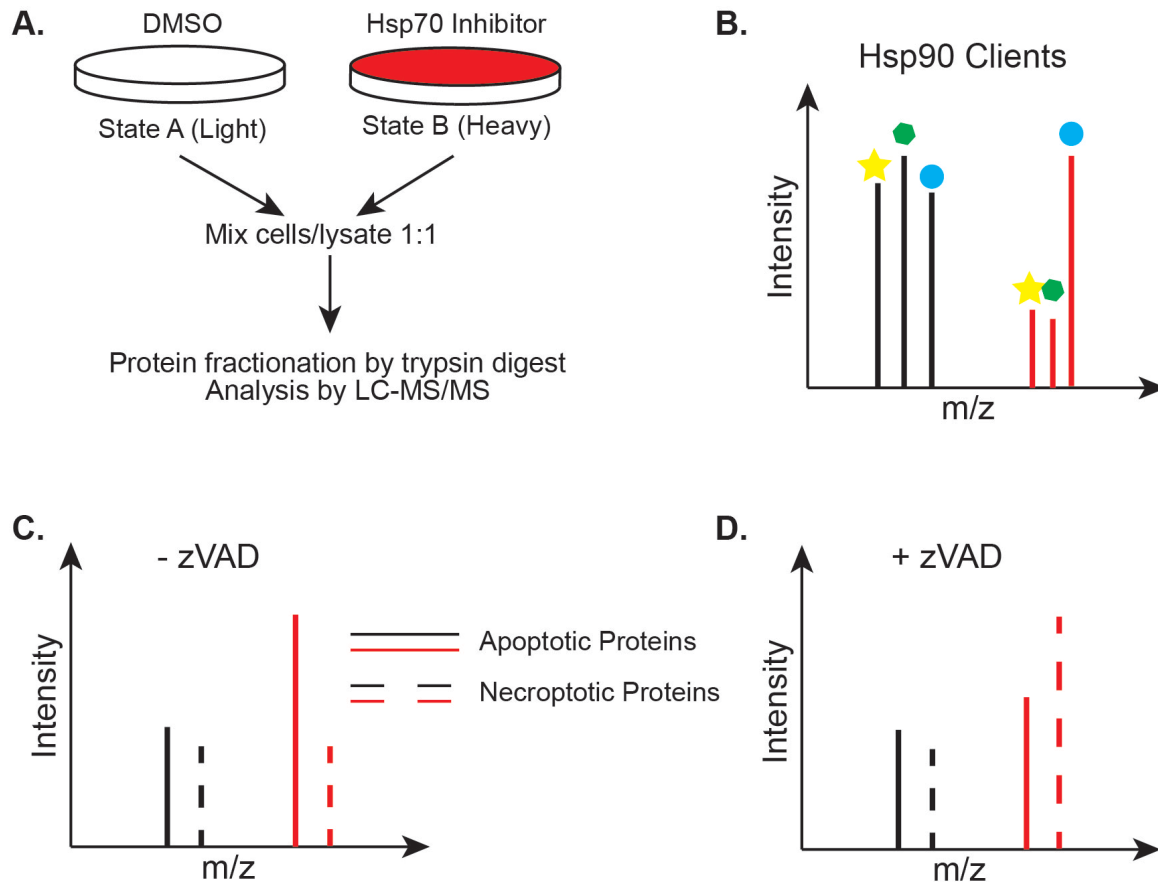 A.
DMSO
Hsp70 Inhibitor
State A (Light)
State B (Heavy)
Mix cells/lysate 1:1
Protein fractionation by trypsin digest
Analysis by LC-MS/MS
B.
Hsp90 Clients
Intensity
m/z
C.
- zVAD
Intensity
m/z
Apoptotic Proteins
Necroptotic Proteins
D.
+ zVAD
Intensity
m/z